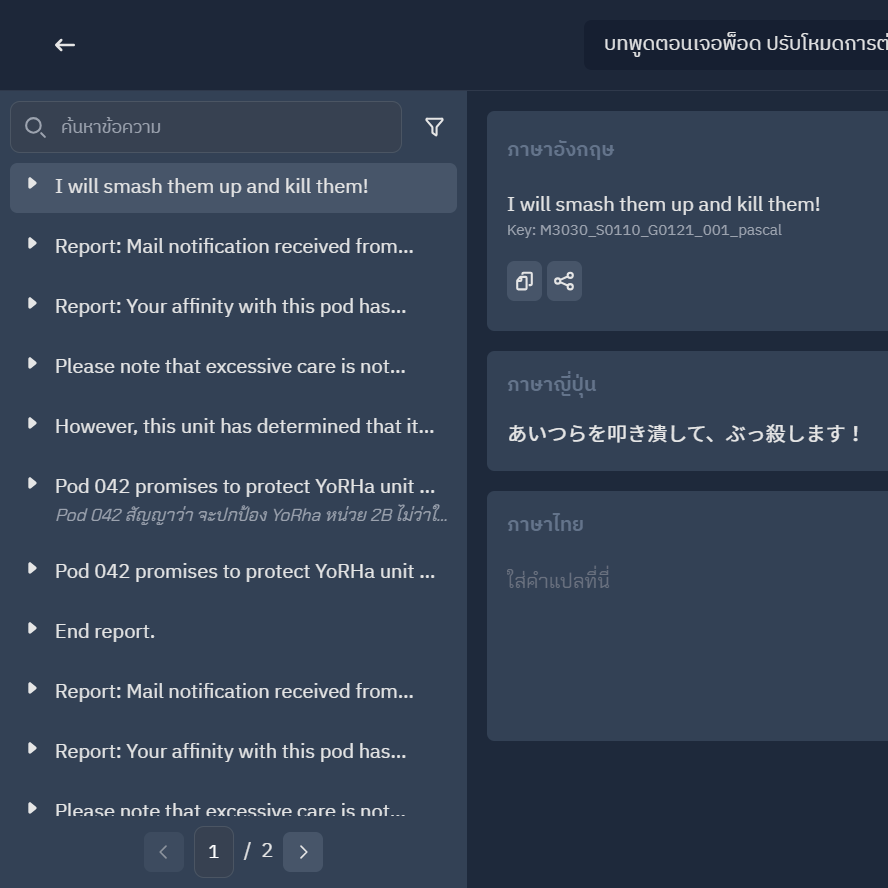 บทพูดตอนเจอพ็อด ปรับโหมดการต่
ค้นหาข้อความ
I will smash them up and kill them!
Report: Mail notification received from...
Report: Your affinity with this pod has...
Please note that excessive care is not...
However, this unit has determined that it...
Pod 042 promises to protect YoRHa unit ...
Pod 042 สัญญาว่า จะปกป้อง YoRha หน่วย 2B ไม่ว่าใ...
Pod 042 promises to protect YoRHa unit ...
End report.
Report: Mail notification received from...
Report: Your affinity with this pod has...
Please note that excessive care is not...
1 / 2
ภาษาอังกฤษ
I will smash them up and kill them!
Key: M3030_S0110_G0121_001_pascal
ภาษาญี่ปุ่น
あいつらを叩き潰して、ぶっ殺します！
ภาษาไทย
ใส่คำแปลที่นี่